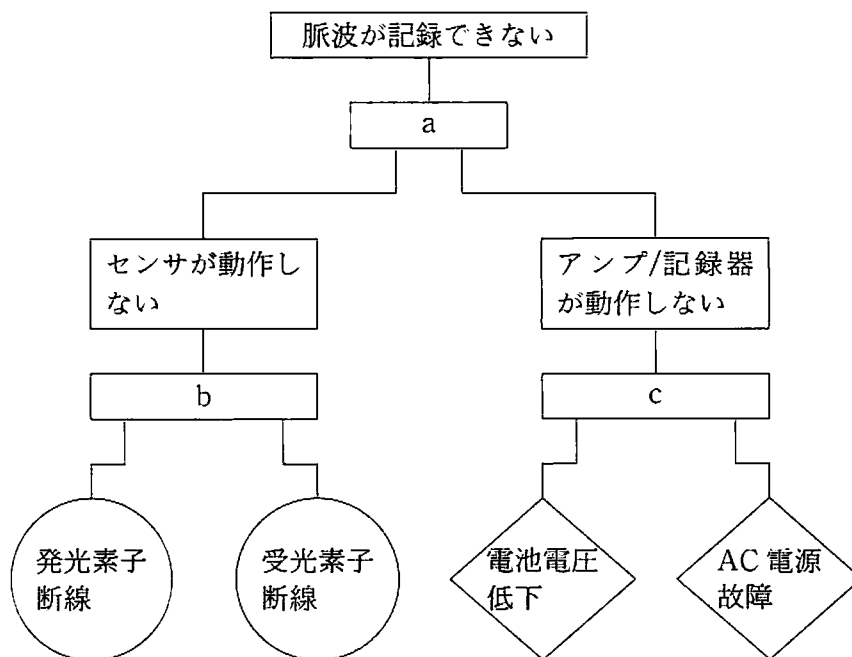 脈波が記録できない
a
センサが動作し
ない
アンプ/記録器
が動作しない
b
c
発光素子
断線
受光素子
断線
電池電圧
低下
AC 電源
故障